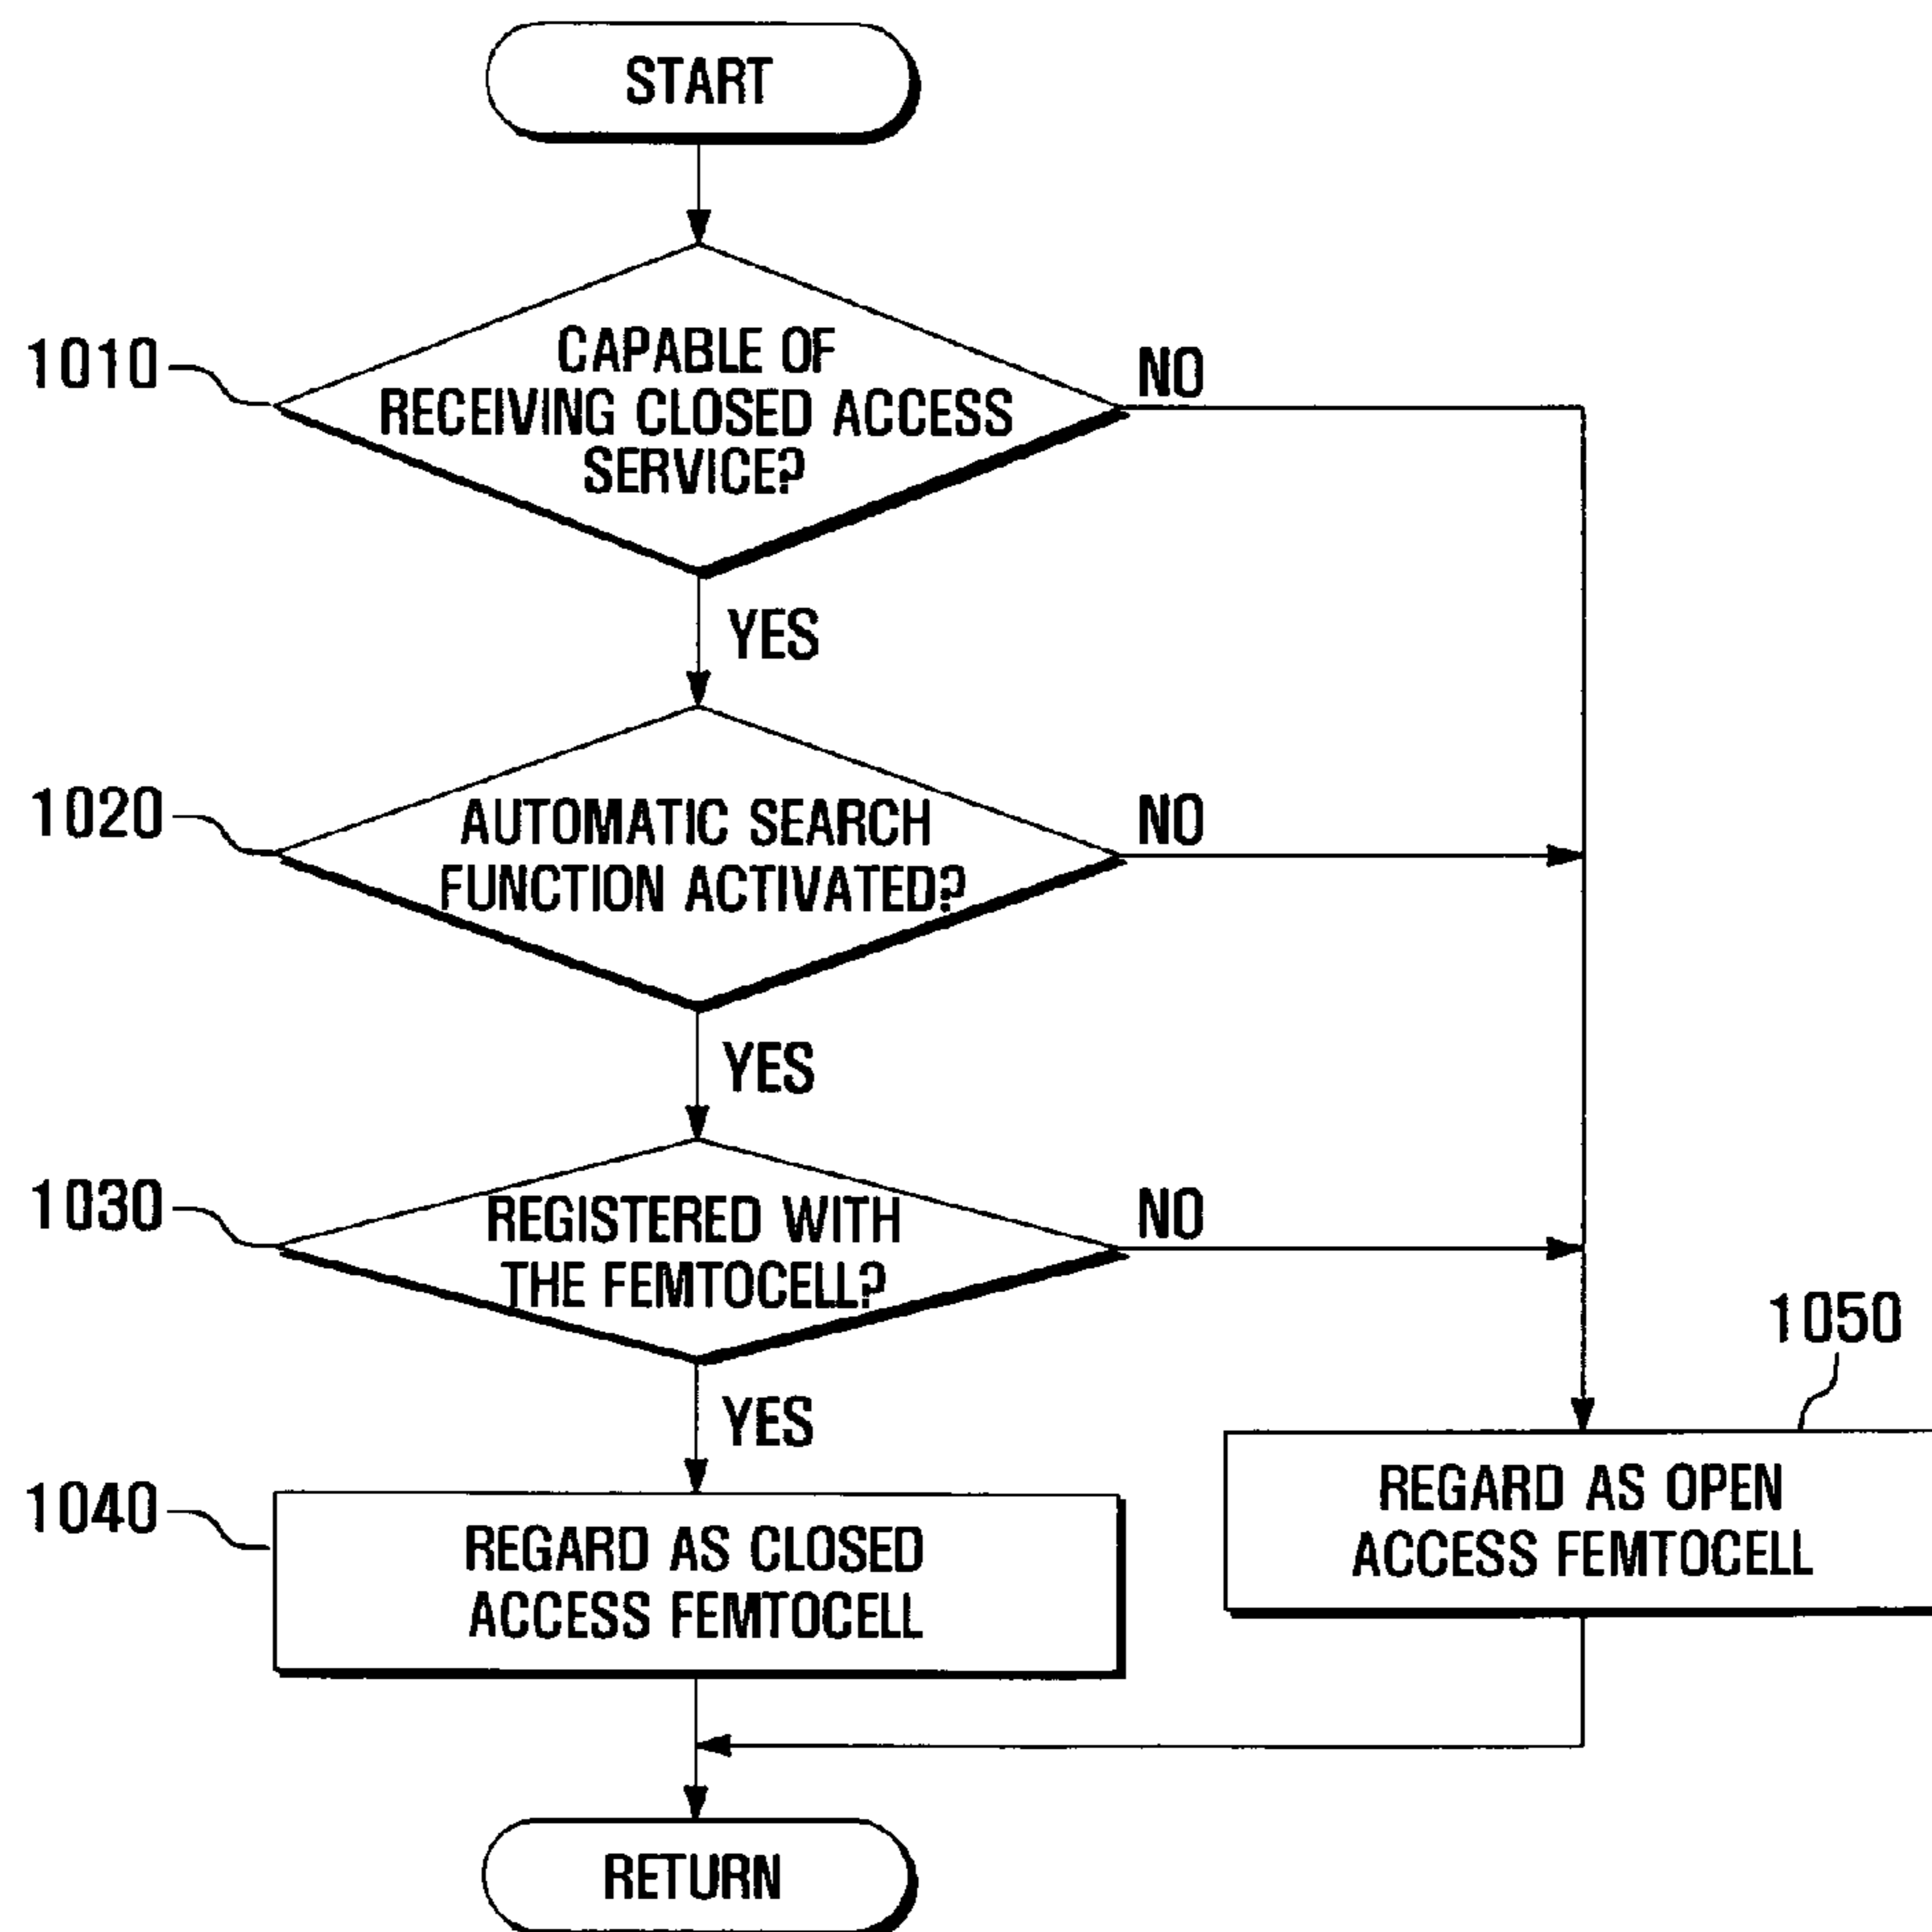 START
1010
CAPABLE OF
RECEIVING CLOSED ACCESS
SERVICE?
NO
YES
1020
AUTOMATIC SEARCH
FUNCTION ACTIVATED?
NO
YES
1030
REGISTERED WITH
THE FEMTOCELL?
NO
YES
1040
REGARD AS CLOSED
ACCESS FEMTOCELL
1050
REGARD AS OPEN
ACCESS FEMTOCELL
RETURN